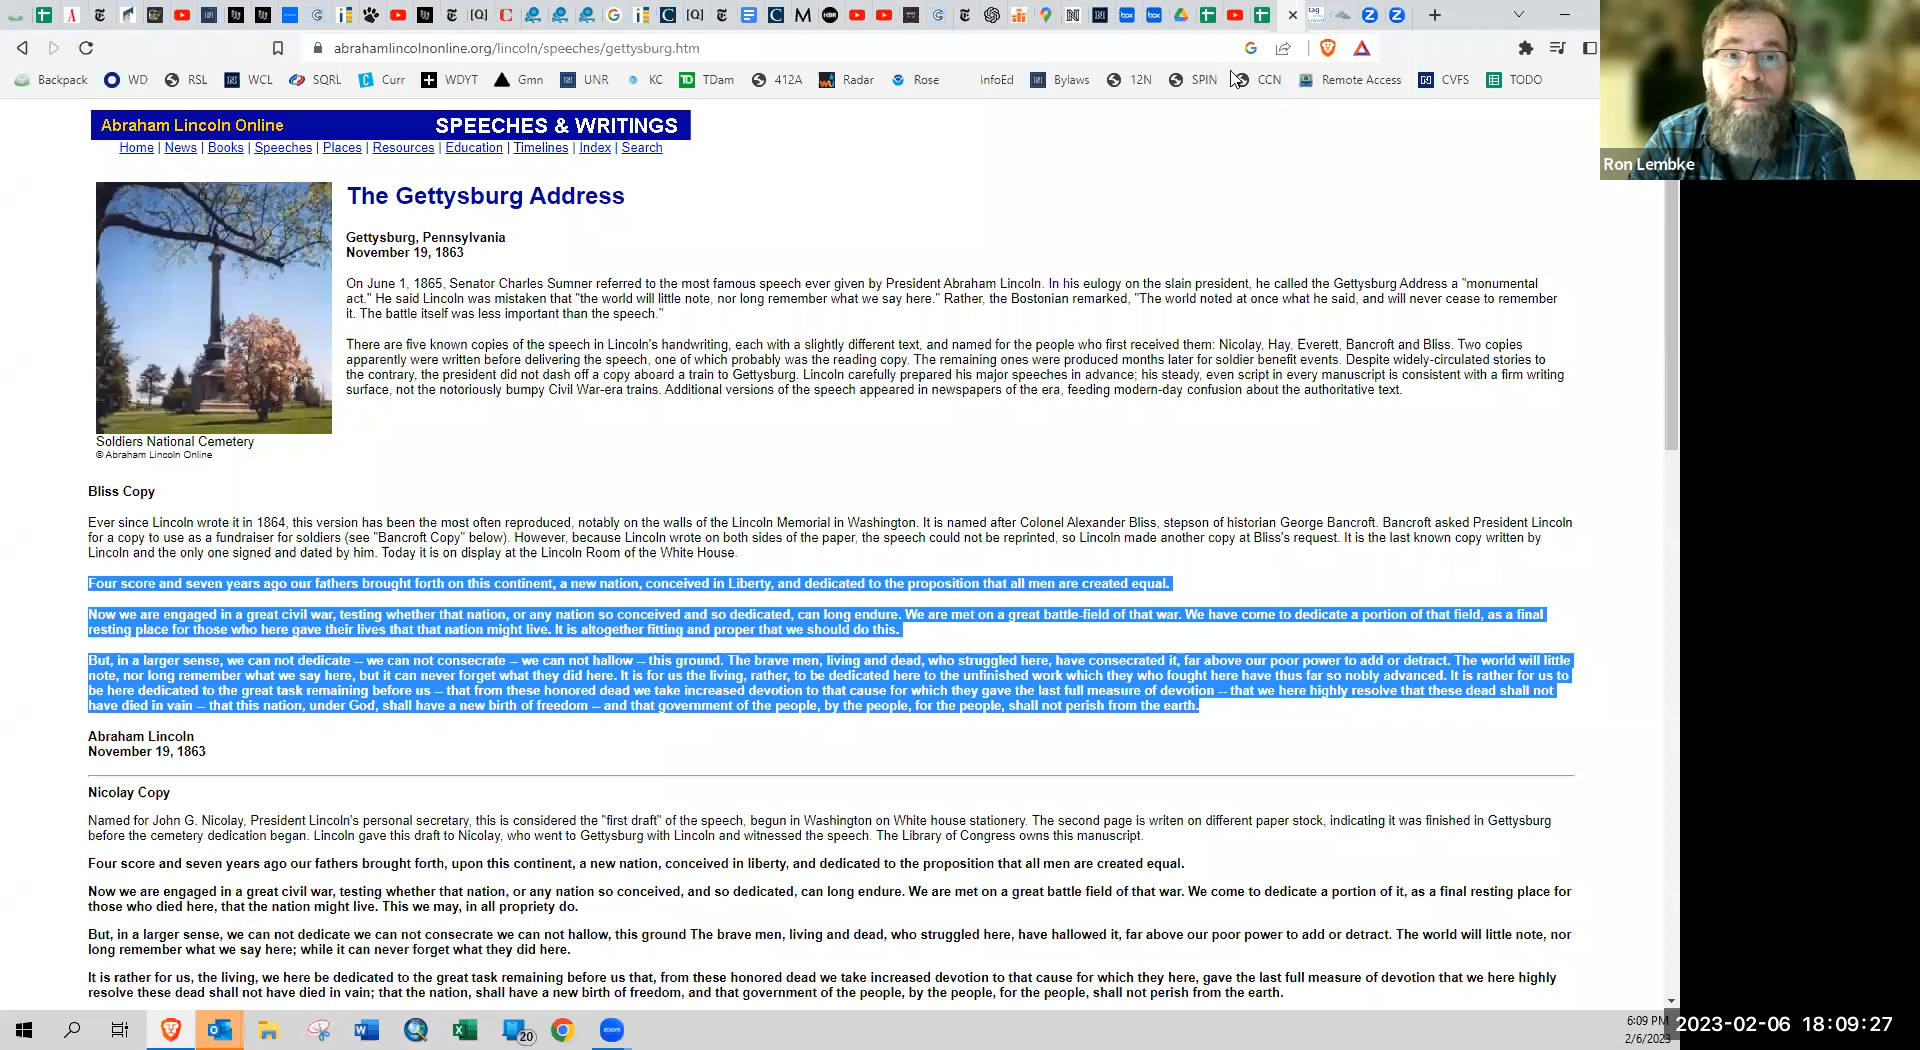 abrahamlincolnonline.org/lincoln/speeches/gettysburg.htm
Backpack WD RSL WCL SQRL Curr WDYT Gmn UNR KC TDam 412A Radar Rose InfoEd Bylaws 12N SPIN CCN Remote Access CVFS TODO
Ron Lembke
Abraham Lincoln Online SPEECHES & WRITINGS
Home | News | Books | Speeches | Places | Resources | Education | Timelines | Index | Search
The Gettysburg Address
Gettysburg, Pennsylvania
November 19, 1863
On June 1, 1865, Senator Charles Sumner referred to the most famous speech ever given by President Abraham Lincoln. In his eulogy on the slain president, he called the Gettysburg Address a "monumental
act." He said Lincoln was mistaken that "the world will little note, nor long remember what we say here." Rather, the Bostonian remarked, "The world noted at once what he said, and will never cease to remember
it. The battle itself was less important than the speech."
There are five known copies of the speech in Lincoln's handwriting, each with a slightly different text, and named for the people who first received them: Nicolay, Hay, Everett, Bancroft and Bliss. Two copies
apparently were written before delivering the speech, one of which probably was the reading copy. The remaining ones were produced months later for soldier benefit events. Despite widely-circulated stories to
the contrary, the president did not dash off a copy aboard a train to Gettysburg. Lincoln carefully prepared his major speeches in advance; his steady, even script in every manuscript is consistent with a firm writing
surface, not the notoriously bumpy Civil War-era trains. Additional versions of the speech appeared in newspapers of the era, feeding modern-day confusion about the authoritative text.
Soldiers National Cemetery
© Abraham Lincoln Online
Bliss Copy
Ever since Lincoln wrote it in 1864, this version has been the most often reproduced, notably on the walls of the Lincoln Memorial in Washington. It is named after Colonel Alexander Bliss, stepson of historian George Bancroft. Bancroft asked President Lincoln
for a copy to use as a fundraiser for soldiers (see "Bancroft Copy" below). However, because Lincoln wrote on both sides of the paper, the speech could not be reprinted, so Lincoln made another copy at Bliss's request. It is the last known copy written by
Lincoln and the only one signed and dated by him. Today it is on display at the Lincoln Room of the White House.
Four score and seven years ago our fathers brought forth on this continent, a new nation, conceived in Liberty, and dedicated to the proposition that all men are created equal.
Now we are engaged in a great civil war, testing whether that nation, or any nation so conceived and so dedicated, can long endure. We are met on a great battle-field of that war. We have come to dedicate a portion of that field, as a final
resting place for those who here gave their lives that that nation might live. It is altogether fitting and proper that we should do this.
But, in a larger sense, we can not dedicate -- we can not consecrate -- we can not hallow -- this ground. The brave men, living and dead, who struggled here, have consecrated it, far above our poor power to add or detract. The world will little
note, nor long remember what we say here, but it can never forget what they did here. It is for us the living, rather, to be dedicated here to the unfinished work which they who fought here have thus far so nobly advanced. It is rather for us to
be here dedicated to the great task remaining before us -- that from these honored dead we take increased devotion to that cause for which they gave the last full measure of devotion -- that we here highly resolve that these dead shall not
have died in vain -- that this nation, under God, shall have a new birth of freedom -- and that government of the people, by the people, for the people, shall not perish from the earth.
Abraham Lincoln
November 19, 1863
Nicolay Copy
Named for John G. Nicolay, President Lincoln's personal secretary, this is considered the "first draft" of the speech, begun in Washington on White house stationery. The second page is writen on different paper stock, indicating it was finished in Gettysburg
before the cemetery dedication began. Lincoln gave this draft to Nicolay, who went to Gettysburg with Lincoln and witnessed the speech. The Library of Congress owns this manuscript.
Four score and seven years ago our fathers brought forth, upon this continent, a new nation, conceived in liberty, and dedicated to the proposition that all men are created equal.
Now we are engaged in a great civil war, testing whether that nation, or any nation so conceived, and so dedicated, can long endure. We are met on a great battle field of that war. We come to dedicate a portion of it, as a final resting place for
those who died here, that the nation might live. This we may, in all propriety do.
But, in a larger sense, we can not dedicate we can not consecrate we can not hallow, this ground The brave men, living and dead, who struggled here, have hallowed it, far above our poor power to add or detract. The world will little note, nor
long remember what we say here; while it can never forget what they did here.
It is rather for us, the living, we here be dedicated to the great task remaining before us that, from these honored dead we take increased devotion to that cause for which they here, gave the last full measure of devotion that we here highly
resolve these dead shall not have died in vain; that the nation, shall have a new birth of freedom, and that government of the people, by the people, for the people, shall not perish from the earth.
20
zoom
6:09 PM
2/6/2023
2023-02-06 18:09:27